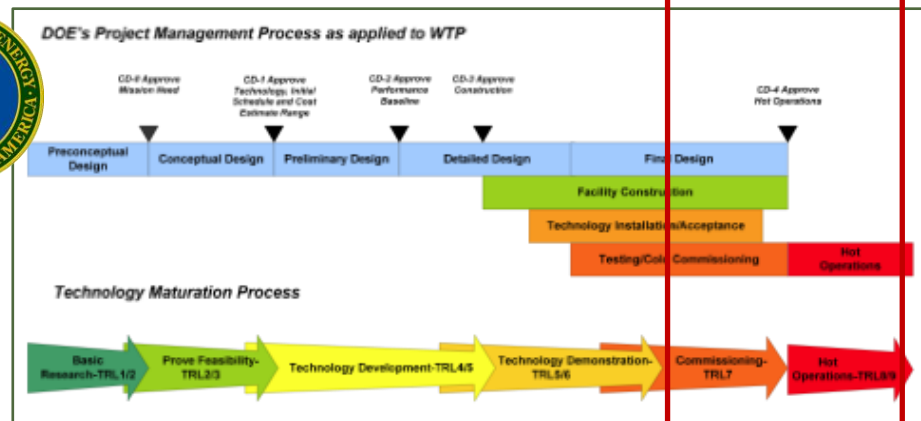 DOE's Project Management Process as applied to WTP
ENERGY
AMERICA
CD-0 Approve
Mission Need
CD-1 Approve
Technology, Initial
Schedule and Cost
Estimate Range
CD-2 Approve
Performance
Baseline
CD-3 Approve
Construction
CD-4 Approve
Hot Operations
Preconceptual
Design
Conceptual Design
Preliminary Design
Detailed Design
Final Design
Facility Construction
Technology Installation/Acceptance
Testing/Cold Commissioning
Hot
Operations
Technology Maturation Process
Basic
Research-TRL1/2
Prove Feasibility-
TRL2/3
Technology Development-TRL4/5
Technology Demonstration-
TRL5/6
Commissioning-
TRL7
Hot
Operations-TRL8/9